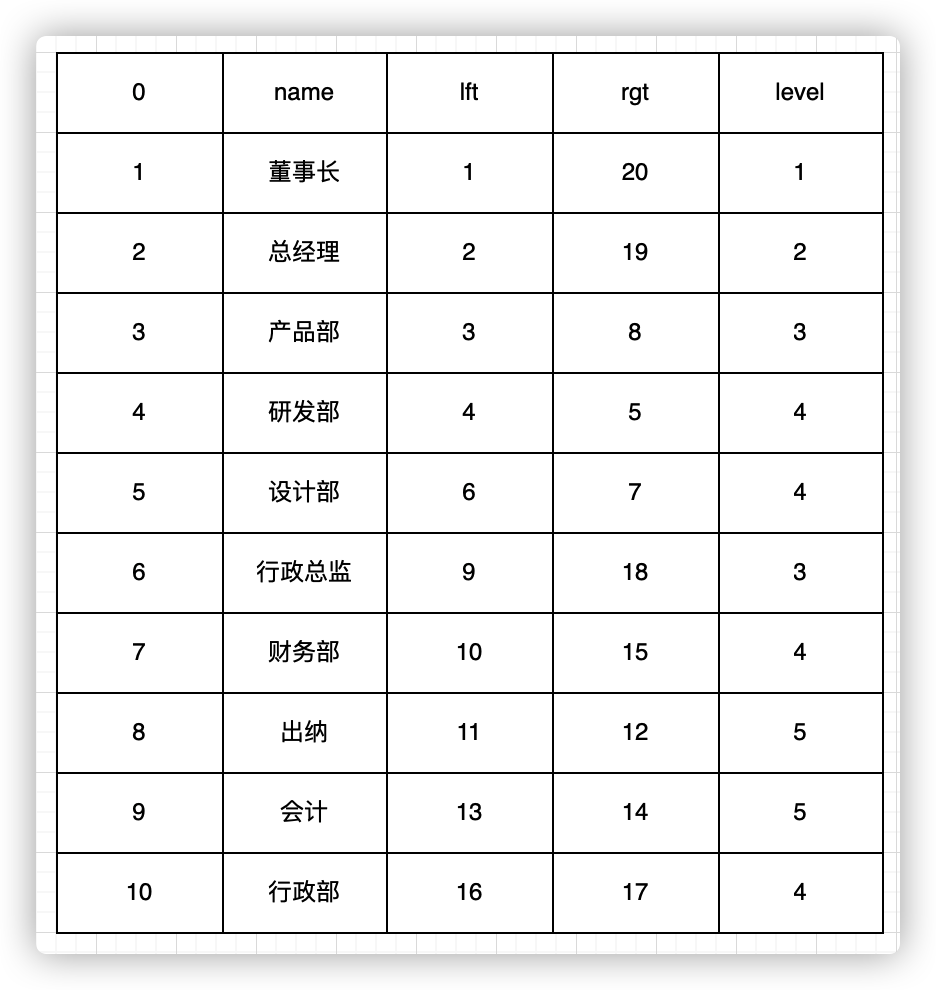 0 name lft rgt level
1 董事长 1 20 1
2 总经理 2 19 2
3 产品部 3 8 3
4 研发部 4 5 4
5 设计部 6 7 4
6 行政总监 9 18 3
7 财务部 10 15 4
8 出纳 11 12 5
9 会计 13 14 5
10 行政部 16 17 4